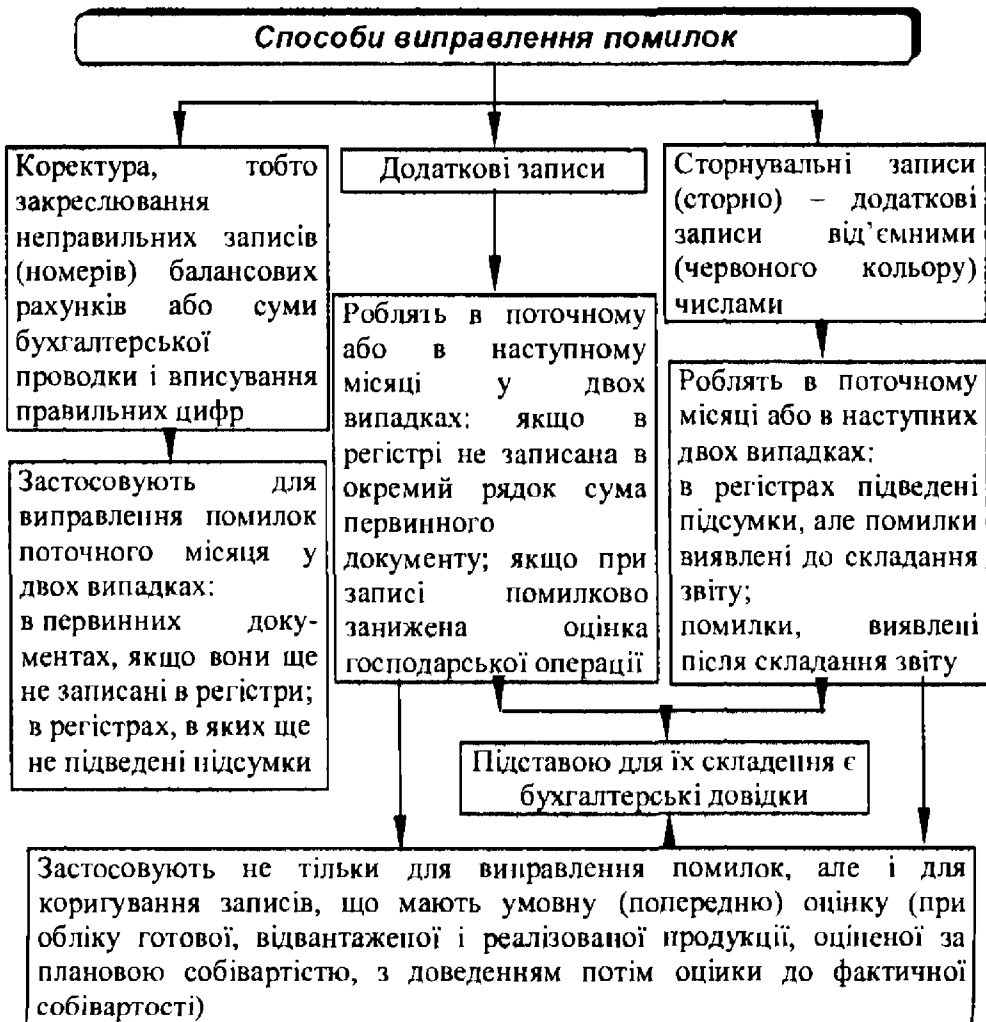 Способи виправлення помилок
Коректура, тобто
закреслювання
неправильних записів
(номерів) балансових
рахунків або суми
бухгалтерської
проводки і вписування
правильних цифр
Застосовують для
виправлення помилок
поточного місяця у
двох випадках:
в первинних доку-
ментах, якщо вони ще
не записані в регістри;
в регістрах, в яких ще
не підведені підсумки
Додаткові записи
Роблять в поточному
або в наступному
місяці у двох
випадках: якщо в
регістрі не записана в
окремий рядок сума
первинного
документу; якщо при
записі помилково
занижена оцінка
господарської операції
Сторнувальні записи
(сторно) – додаткові
записи від’ємними
(червоного кольору)
числами
Роблять в поточному
місяці або в наступних
двох випадках:
в регістрах підведені
підсумки, але помилки
виявлені до складання
звіту;
помилки, виявлені
після складання звіту
Підставою для їх складення є
бухгалтерські довідки
Застосовують не тільки для виправлення помилок, але і для
коригування записів, що мають умовну (попередню) оцінку (при
обліку готової, відвантаженої і реалізованої продукції, оціненої за
плановою собівартістю, з доведенням потім оцінки до фактичної
собівартості)